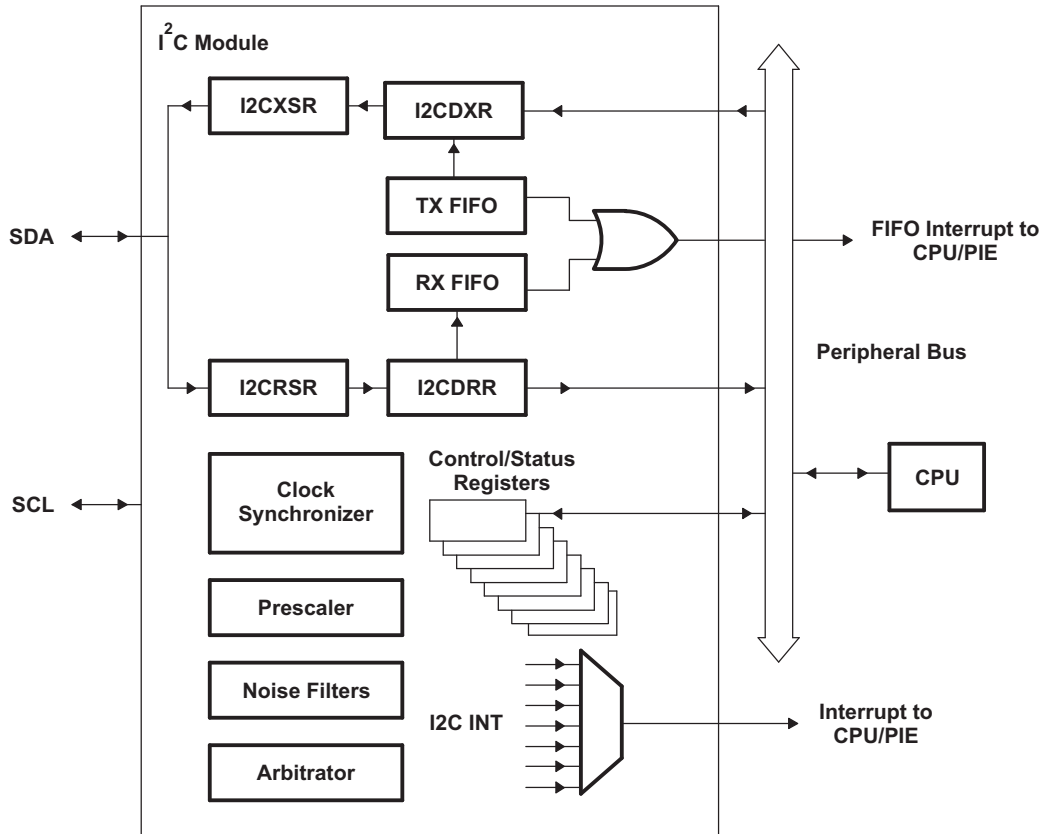 I²C Module
I2CXSR
I2CDXR
TX FIFO
SDA
FIFO Interrupt to
CPU/PIE
RX FIFO
Peripheral Bus
I2CRSR
I2CDRR
Control/Status
Registers
CPU
SCL
Clock
Synchronizer
Prescaler
Noise Filters
I2C INT
Interrupt to
CPU/PIE
Arbitrator